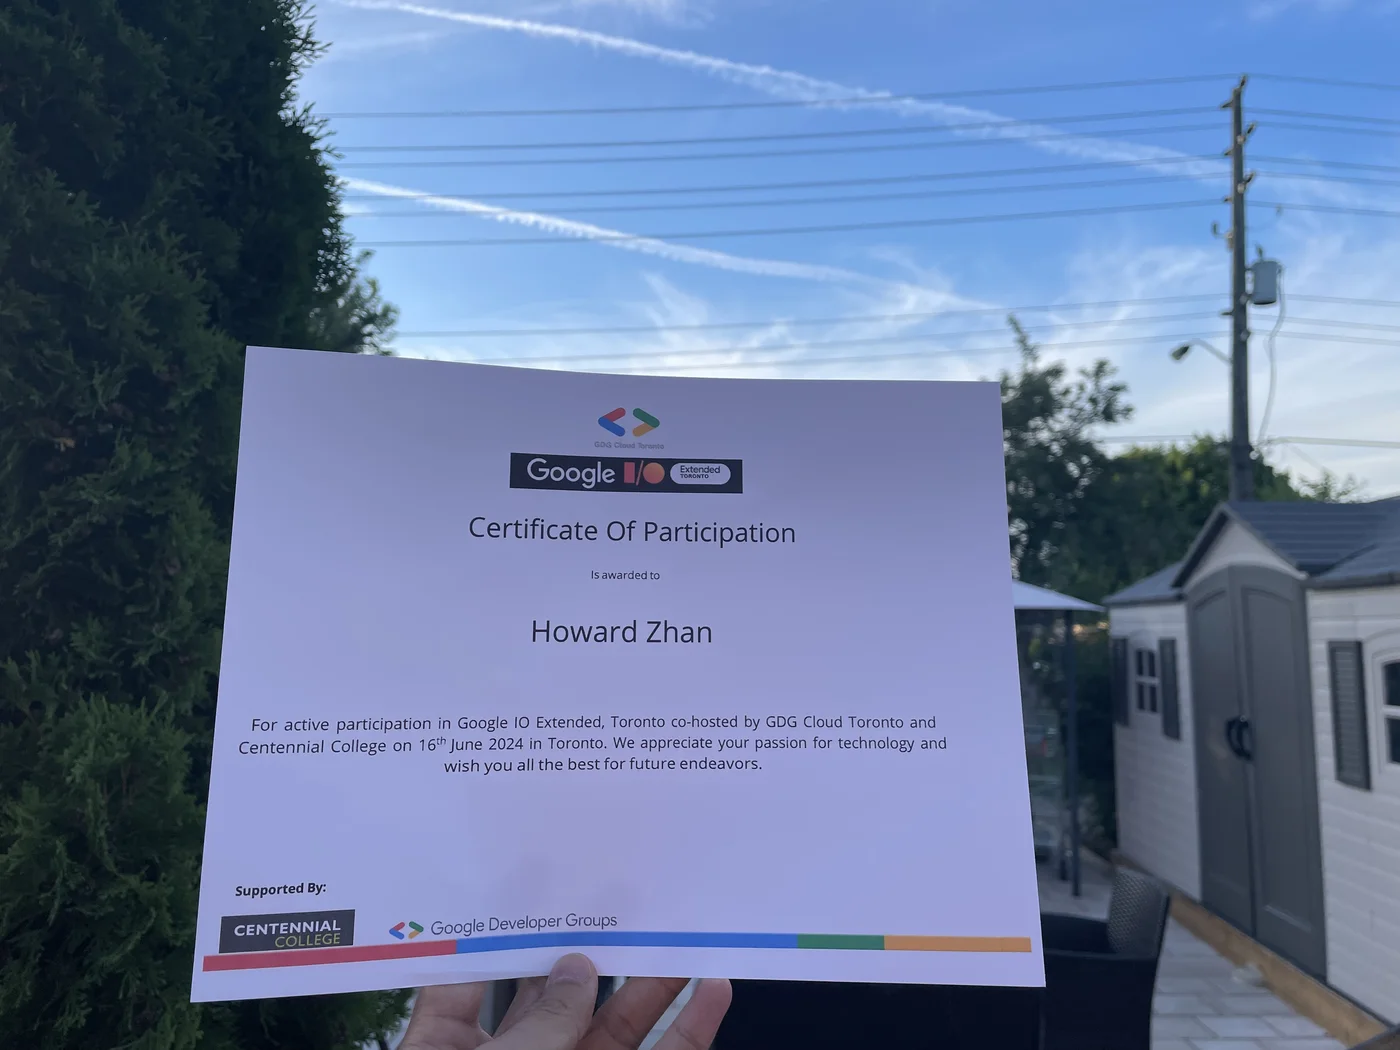 GDG Cloud Toronto
Google I/O Extended TORONTO
Certificate Of Participation
Is awarded to
Howard Zhan
For active participation in Google IO Extended, Toronto co-hosted by GDG Cloud Toronto and
Centennial College on 16th June 2024 in Toronto. We appreciate your passion for technology and
wish you all the best for future endeavors.
Supported By:
CENTENNIAL
COLLEGE
Google Developer Groups